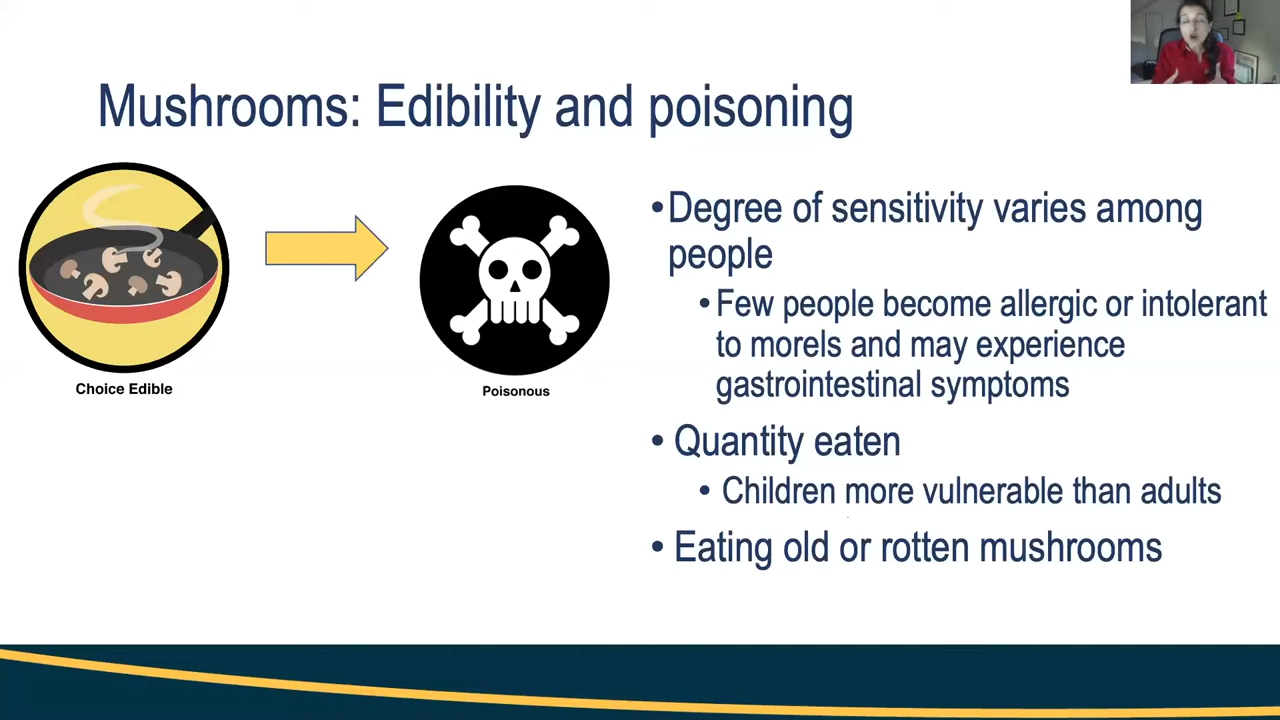 Mushrooms: Edibility and poisoning
Choice Edible
Poisonous
•Degree of sensitivity varies among
people
•Few people become allergic or intolerant
to morels and may experience
gastrointestinal symptoms
• Quantity eaten
• Children more vulnerable than adults
• Eating old or rotten mushrooms